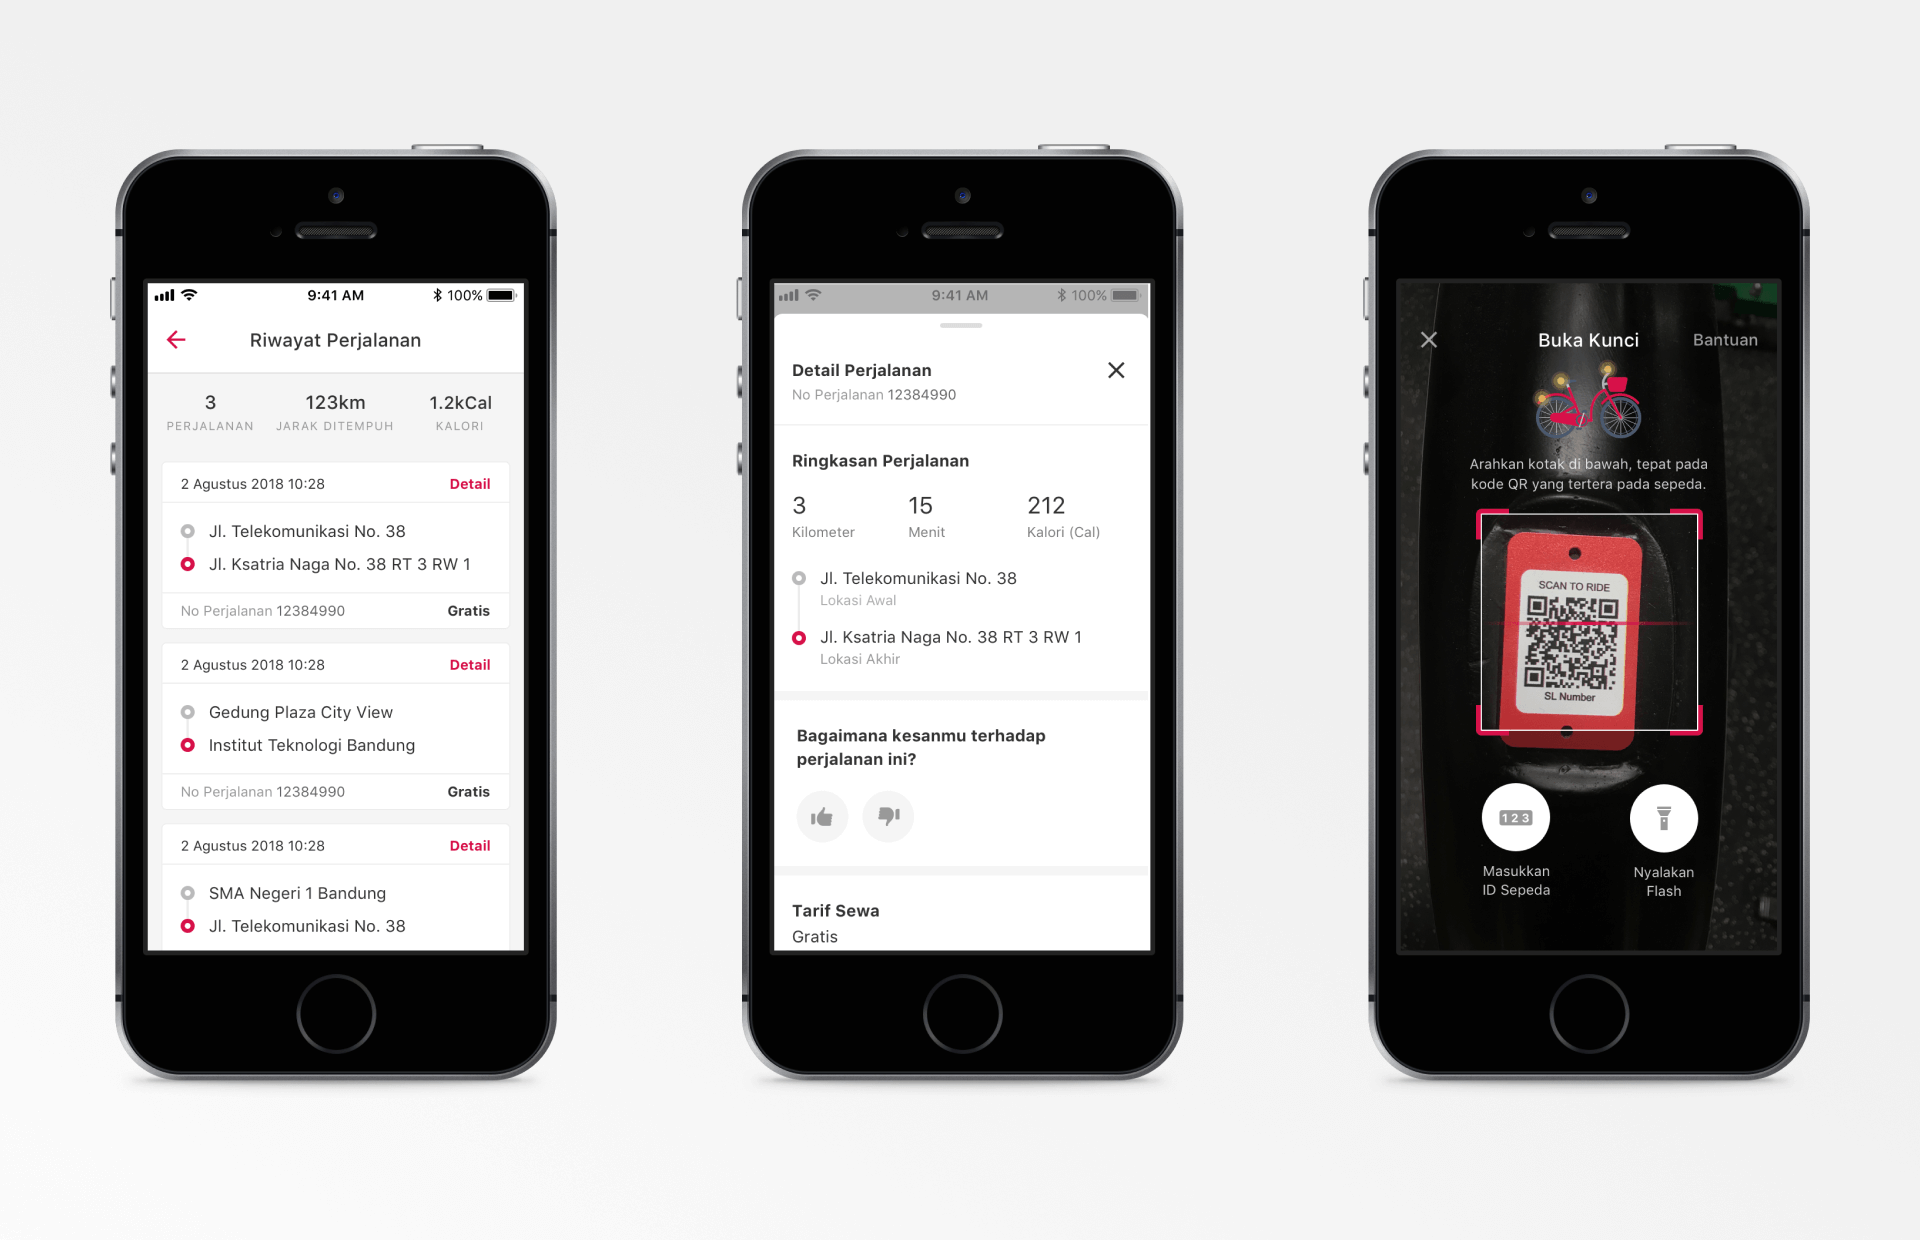 9:41 AM
100%
Riwayat Perjalanan
3
123km
1.2kCal
PERJALANAN
JARAK DITEMPUH
KALORI
2 Agustus 2018 10:28
Detail
Jl. Telekomunikasi No. 38
Jl. Ksatria Naga No. 38 RT 3 RW 1
No Perjalanan 12384990
Gratis
2 Agustus 2018 10:28
Detail
Gedung Plaza City View
Institut Teknologi Bandung
No Perjalanan 12384990
Gratis
2 Agustus 2018 10:28
Detail
SMA Negeri 1 Bandung
Jl. Telekomunikasi No. 38
9:41 AM
100%
Detail Perjalanan
No Perjalanan 12384990
Ringkasan Perjalanan
3
15
212
Kilometer
Menit
Kalori (Cal)
Jl. Telekomunikasi No. 38
Lokasi Awal
Jl. Ksatria Naga No. 38 RT 3 RW 1
Lokasi Akhir
Bagaimana kesanmu terhadap
perjalanan ini?
Tarif Sewa
Gratis
Buka Kunci
Bantuan
Arahkan kotak di bawah, tepat pada
kode QR yang tertera pada sepeda.
SCAN TO RIDE
SL Number
1 2 3
Masukkan
ID Sepeda
Nyalakan
Flash